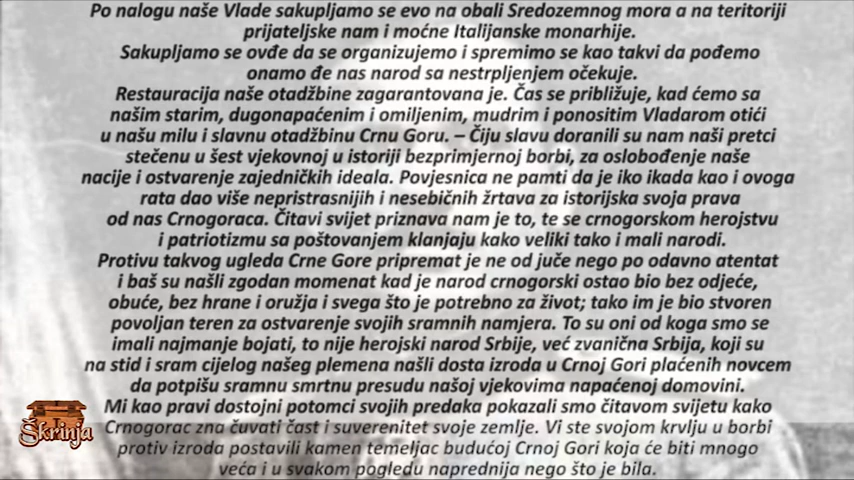 Po nalogu naše Vlade sakupljamo se evo na obali Sredozemnog mora a na teritoriji
prijateljske nam i moćne Italijanske monarhije.
Sakupljamo se ovđe da se organizujemo i spremimo se kao takvi da pođemo
onamo đe nas narod sa nestrpljenjem očekuje.
Restauracija naše otadžbine zagarantovana je. Čas se približuje, kad ćemo sa
našim starim, dugonapaćenim i omiljenim, mudrim i ponositim Vladarom otići
u našu milu i slavnu otadžbinu Crnu Goru. – Čiju slavu doranili su nam naši pretci
stečenu u šest vjekovnoj u istoriji bezprimjernoj borbi, za oslobođenje naše
nacije i ostvarenje zajedničkih ideala. Povjesnica ne pamti da je iko ikada kao i ovoga
rata dao više nepristrasnijih i nesebičnih žrtava za istorijska svoja prava
od nas Crnogoraca. Čitavi svijet priznava nam je to, te se crnogorskom herojstvu
i patriotizmu sa poštovanjem klanjaju kako veliki tako i mali narodi.
Protivu takvog ugleda Crne Gore pripremat je ne od juče nego po odavno atentat
i baš su našli zgodan momenat kad je narod crnogorski ostao bio bez odjeće,
obuće, bez hrane i oružja i svega što je potrebno za život; tako im je bio stvoren
povoljan teren za ostvarenje svojih sramnih namjera. To su oni od koga smo se
imali najmanje bojati, to nije herojski narod Srbije, već zvanična Srbija, koji su
na stid i sram cijelog našeg plemena našli dosta izroda u Crnoj Gori plaćenih novcem
da potpišu sramnu smrtnu presudu našoj vjekovima napaćenoj domovini.
Mi kao pravi dostojni potomci svojih predaka pokazali smo čitavom svijetu kako
Crnogorac zna čuvati čast i suverenitet svoje zemlje. Vi ste svojom krvlju u borbi
protiv izroda postavili kamen temeljac budućoj Crnoj Gori koja će biti mnogo
veća i u svakom pogledu naprednija nego što je bila.
Škrinja